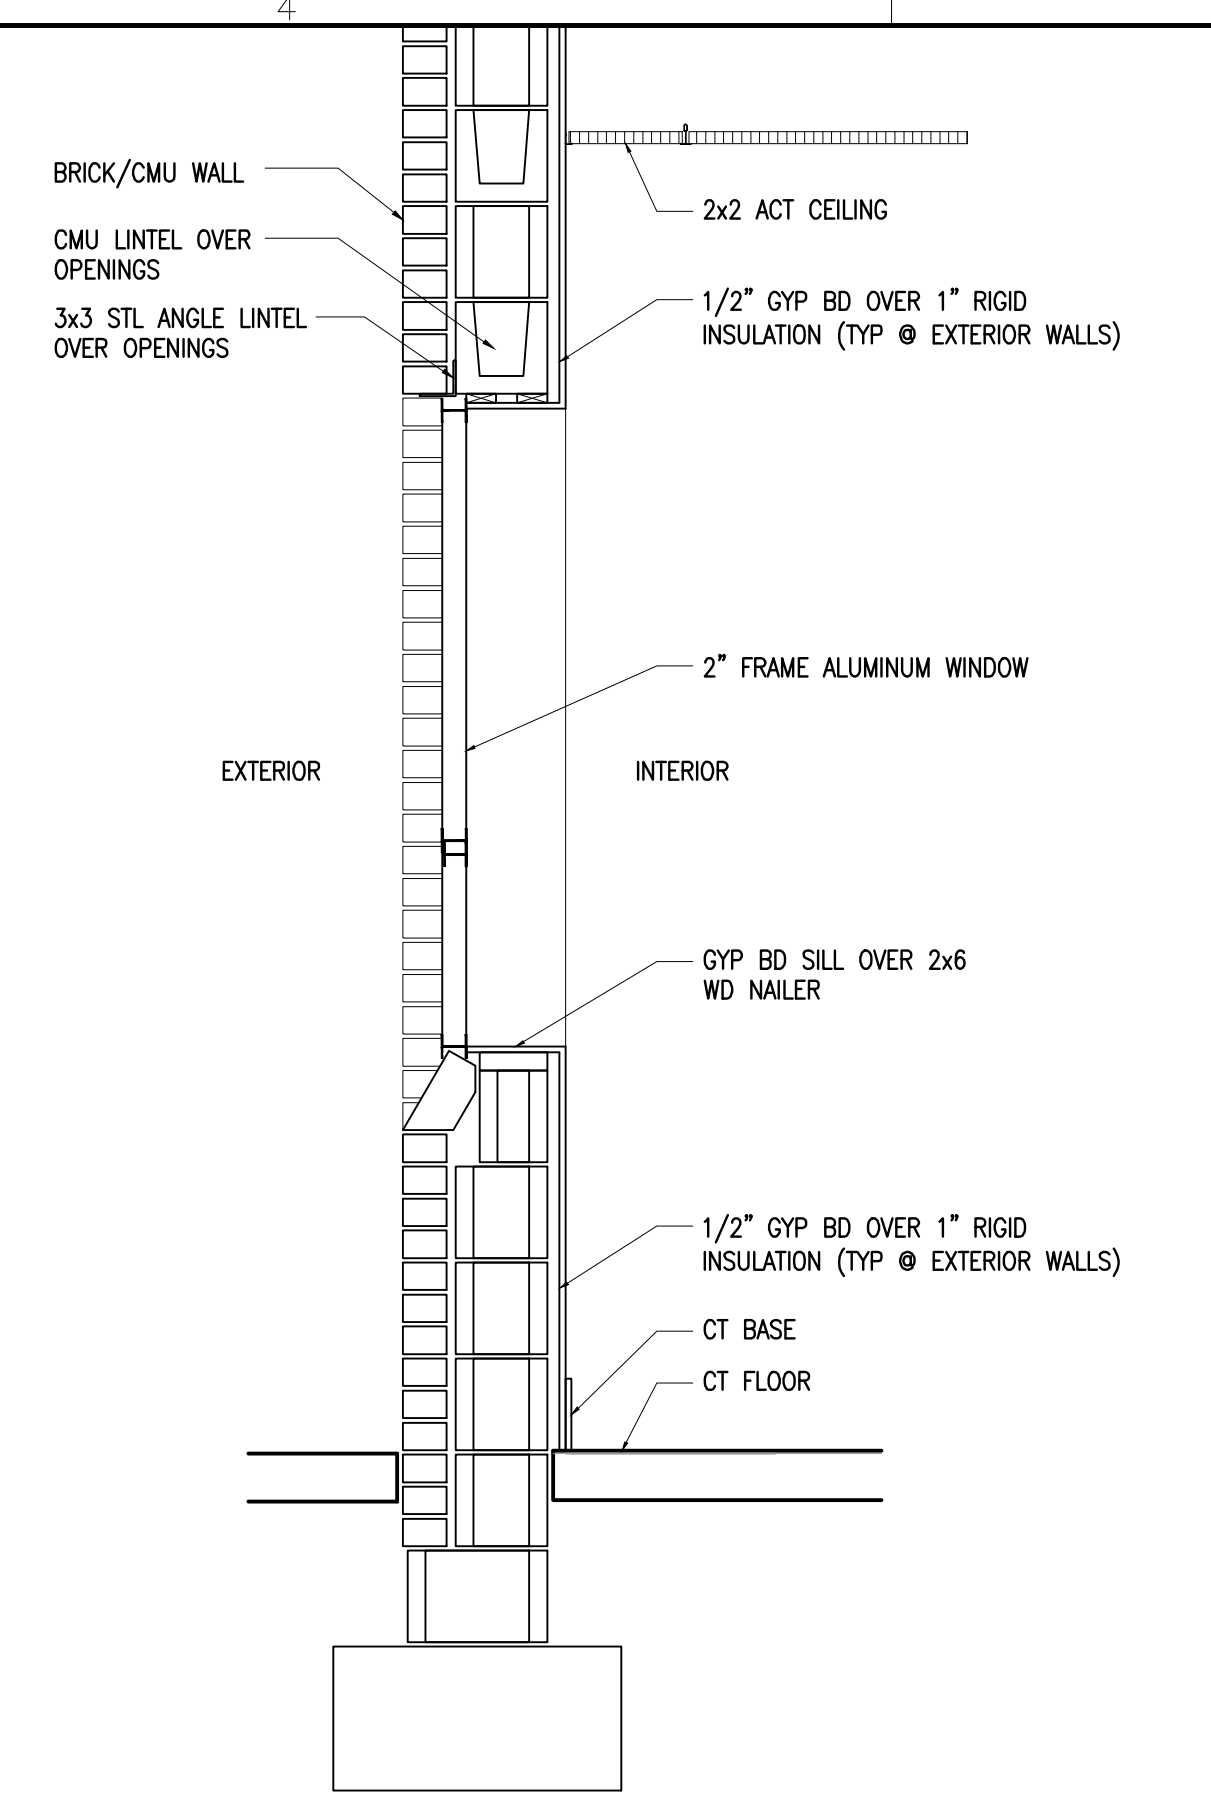 4
BRICK/CMU WALL
CMU LINTEL OVER
OPENINGS
3x3 STL ANGLE LINTEL
OVER OPENINGS
2x2 ACT CEILING
1/2" GYP BD OVER 1" RIGID
INSULATION (TYP @ EXTERIOR WALLS)
2" FRAME ALUMINUM WINDOW
EXTERIOR
INTERIOR
GYP BD SILL OVER 2x6
WD NAILER
1/2" GYP BD OVER 1" RIGID
INSULATION (TYP @ EXTERIOR WALLS)
CT BASE
CT FLOOR